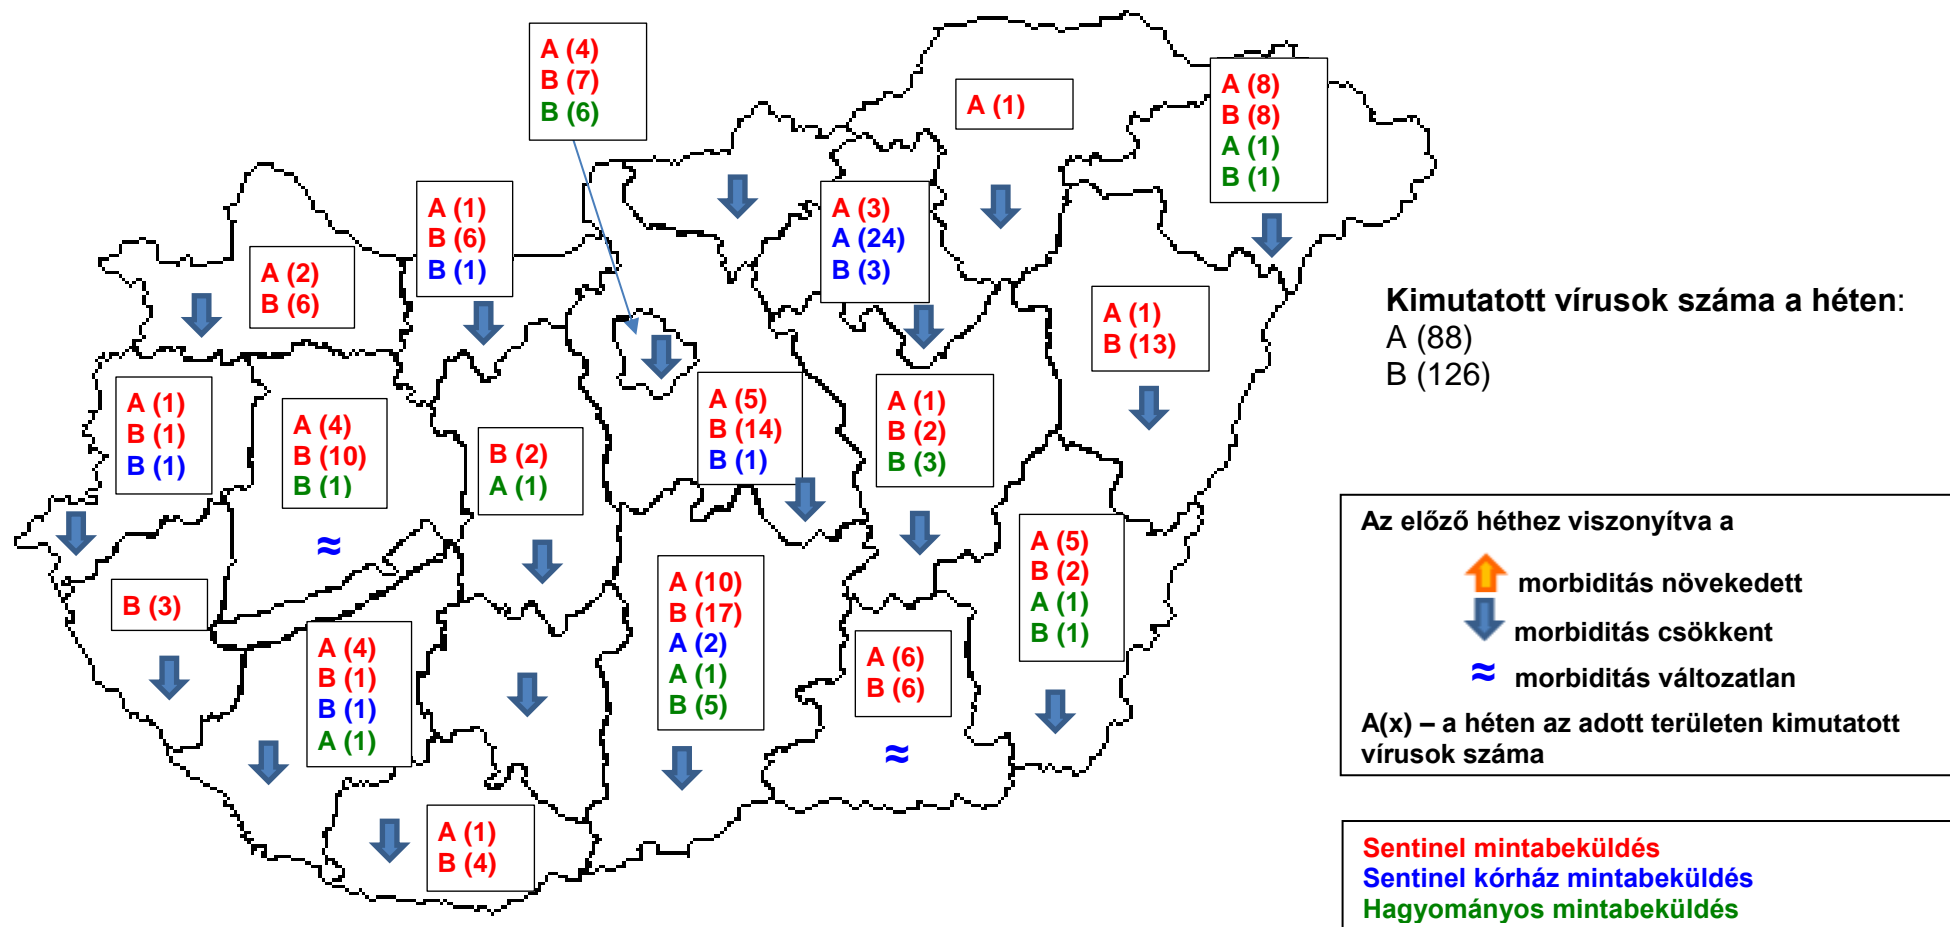 A (4)
B (7)
B (6)
A (1)
A (8)
B (8)
A (1)
B (1)
A (1)
B (6)
B (1)
A (3)
A (24)
B (3)
A (2)
B (6)
A (1)
B (13)
Kimutatott vírusok száma a héten:
A (88)
B (126)
A (1)
B (1)
B (1)
A (4)
B (10)
B (1)
B (2)
A (1)
A (5)
B (14)
B (1)
A (1)
B (2)
B (3)
A (5)
B (2)
A (1)
B (1)
≈
B (3)
A (4)
B (1)
B (1)
A (1)
A (10)
B (17)
A (2)
A (1)
B (5)
A (6)
B (6)
≈
A (1)
B (4)
Az előző héthez viszonyítva a
morbiditás növekedett
morbiditás csökkent
≈ morbiditás változatlan
A(x) – a héten az adott területen kimutatott
vírusok száma
Sentinel mintabeküldés
Sentinel kórház mintabeküldés
Hagyományos mintabeküldés